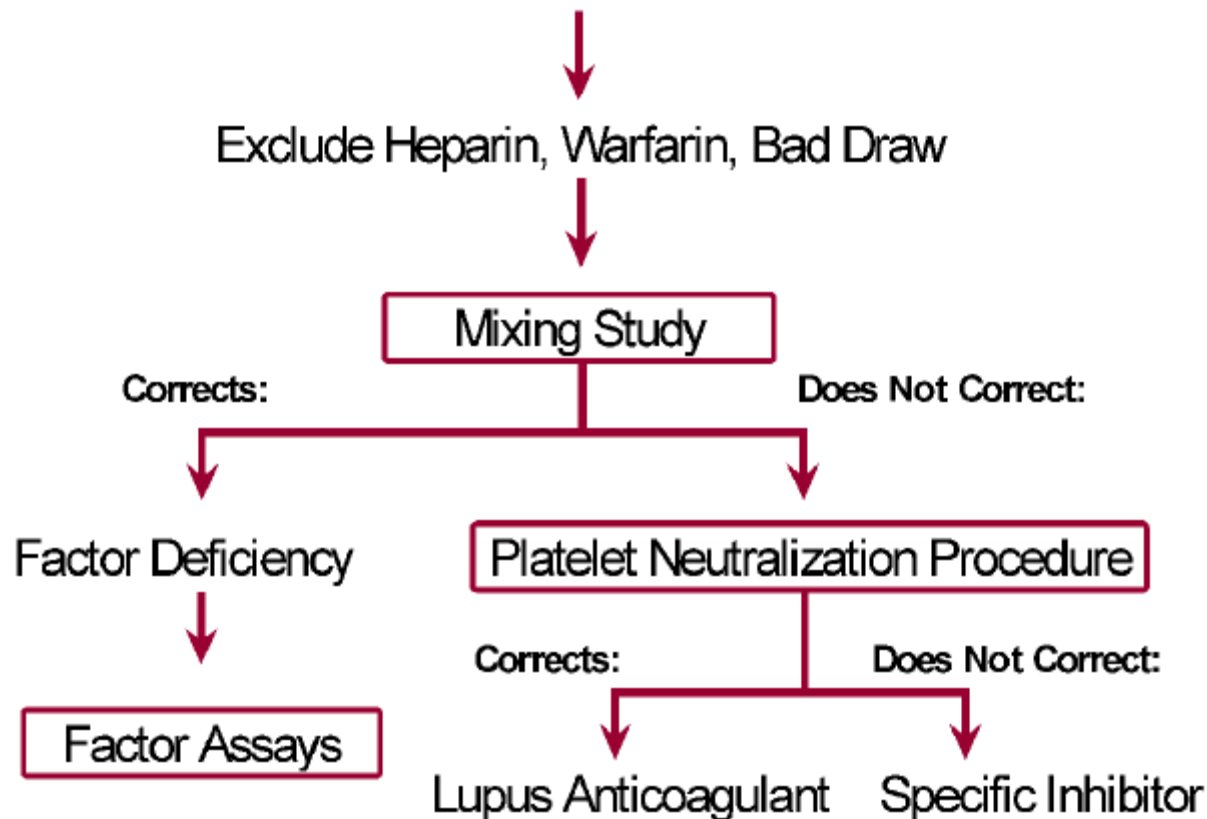 Exclude Heparin, Warfarin, Bad Draw
Mixing Study
Corrects:
Does Not Correct:
Factor Deficiency
Platelet Neutralization Procedure
Corrects:
Does Not Correct:
Factor Assays
Lupus Anticoagulant
Specific Inhibitor